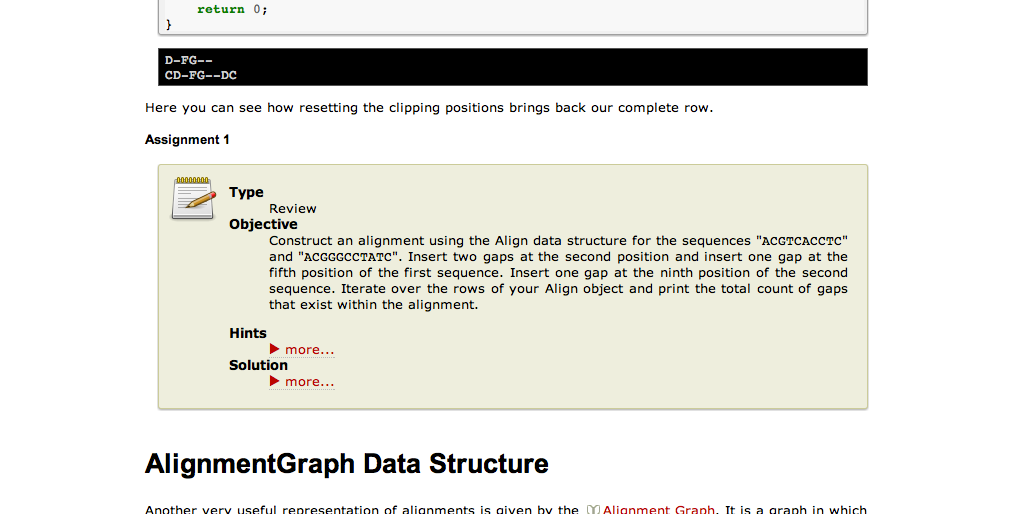 return 0;
}
D-FG--
CD-FG--DC
Here you can see how resetting the clipping positions brings back our complete row.
Assignment 1
Type
Review
Objective
Construct an alignment using the Align data structure for the sequences "ACGTCACCTC"
and "ACGGGCCTATC". Insert two gaps at the second position and insert one gap at the
fifth position of the first sequence. Insert one gap at the ninth position of the second
sequence. Iterate over the rows of your Align object and print the total count of gaps
that exist within the alignment.
Hints
▶ more...
Solution
▶ more...
AlignmentGraph Data Structure
Another very useful representation of alignments is given by the Alignment Graph. It is a graph in which